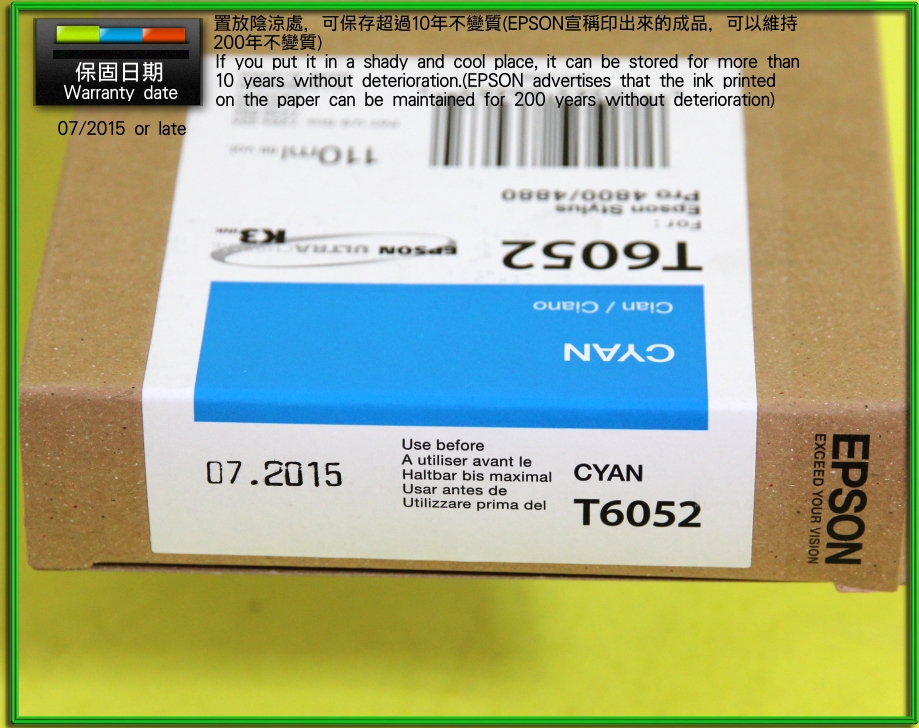 置放陰涼處，可保存超過10年不變質(EPSON宣稱印出來的成品，可以維持
200年不變質)
If you put it in a shady and cool place, it can be stored for more than
10 years without deterioration.(EPSON advertises that the ink printed
on the paper can be maintained for 200 years without deterioration)
保固日期
Warranty date
07/2015 or late
110ml
Pro 4800/4880
Epson Stylus
For:
T6052
EPSON ULTRACHROME K3 INK
Cian / Ciano
CYAN
07.2015
Use before
A utiliser avant le
Haltbar bis maximal
Usar antes de
Utilizzare prima del
CYAN
T6052
EPSON
EXCEED YOUR VISION